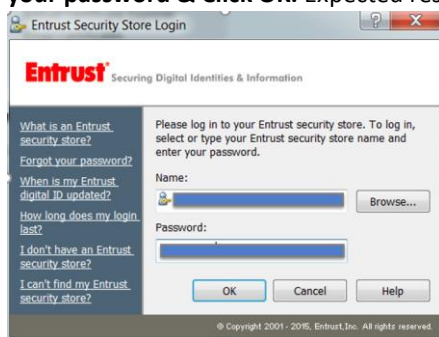 your password & Click OK. Expected res
Entrust Security Store Login
Entrust Securing Digital Identities & Information
What is an Entrust
security store?
Forgot your password?
When is my Entrust
digital ID updated?
How long does my login
last?
I don't have an Entrust
security store?
I can't find my Entrust
security store?
Please log in to your Entrust security store. To log in,
select or type your Entrust security store name and
enter your password.
Name:
Browse...
Password:
OK
Cancel
Help
© Copyright 2001 - 2015, Entrust, Inc. All rights reserved